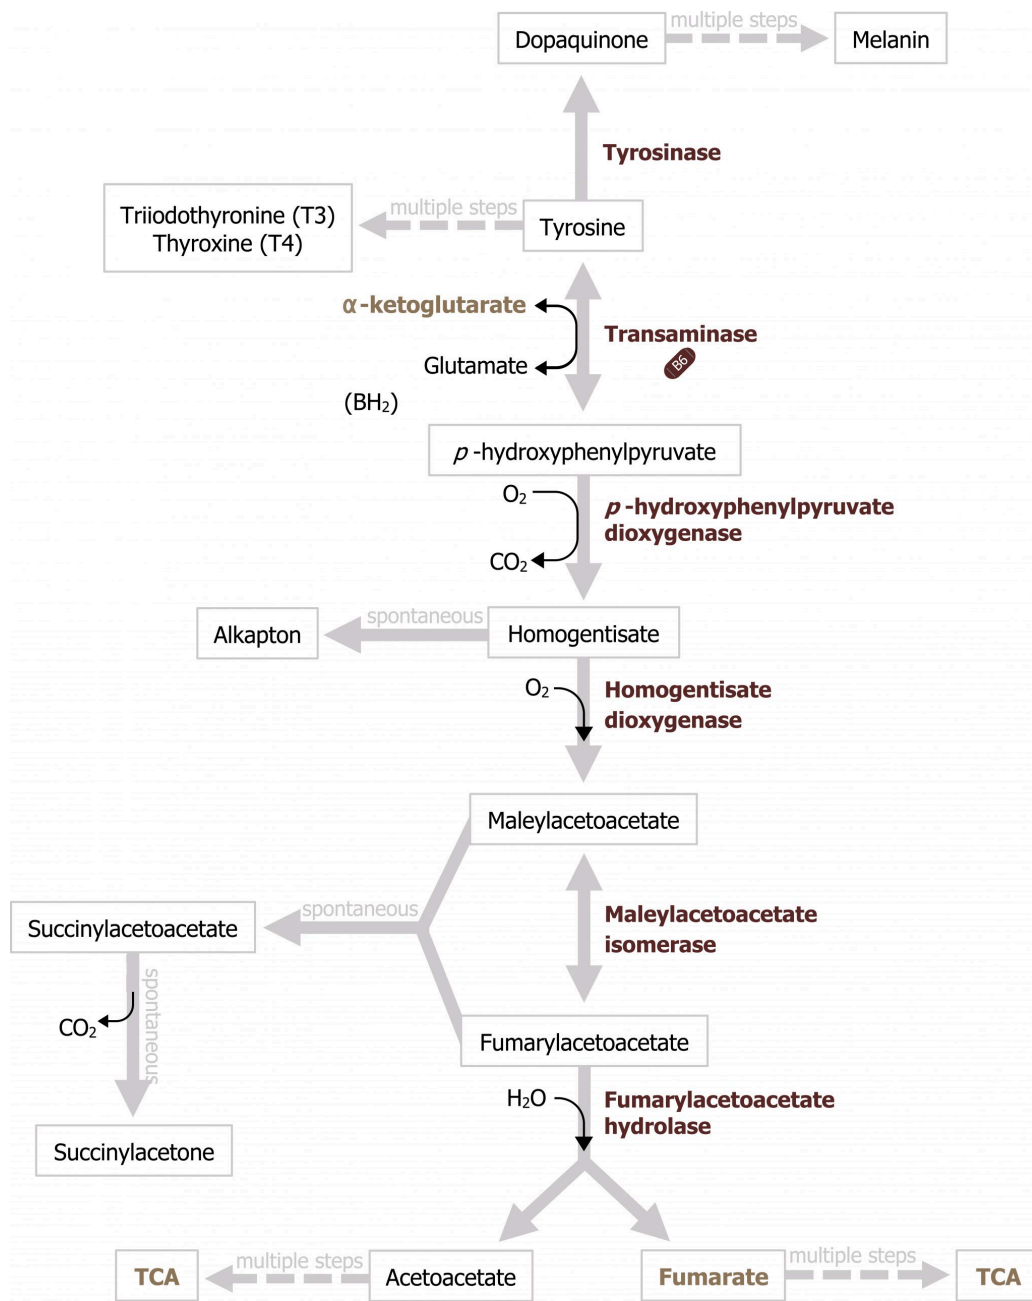 Dopaquinone
multiple steps
Melanin
Tyrosinase
Triiodothyronine (T3)
Thyroxine (T4)
multiple steps
Tyrosine
α-ketoglutarate
Transaminase
B6
Glutamate
(BH₂)
p -hydroxyphenylpyruvate
O₂
p -hydroxyphenylpyruvate
dioxygenase
CO₂
Alkapton
spontaneous
Homogentisate
O₂
Homogentisate
dioxygenase
Maleylacetoacetate
Succinylacetoacetate
spontaneous
Maleylacetoacetate
isomerase
CO₂
spontaneous
Fumarylacetoacetate
H₂O
Fumarylacetoacetate
hydrolase
Succinylacetone
TCA
multiple steps
Acetoacetate
Fumarate
multiple steps
TCA